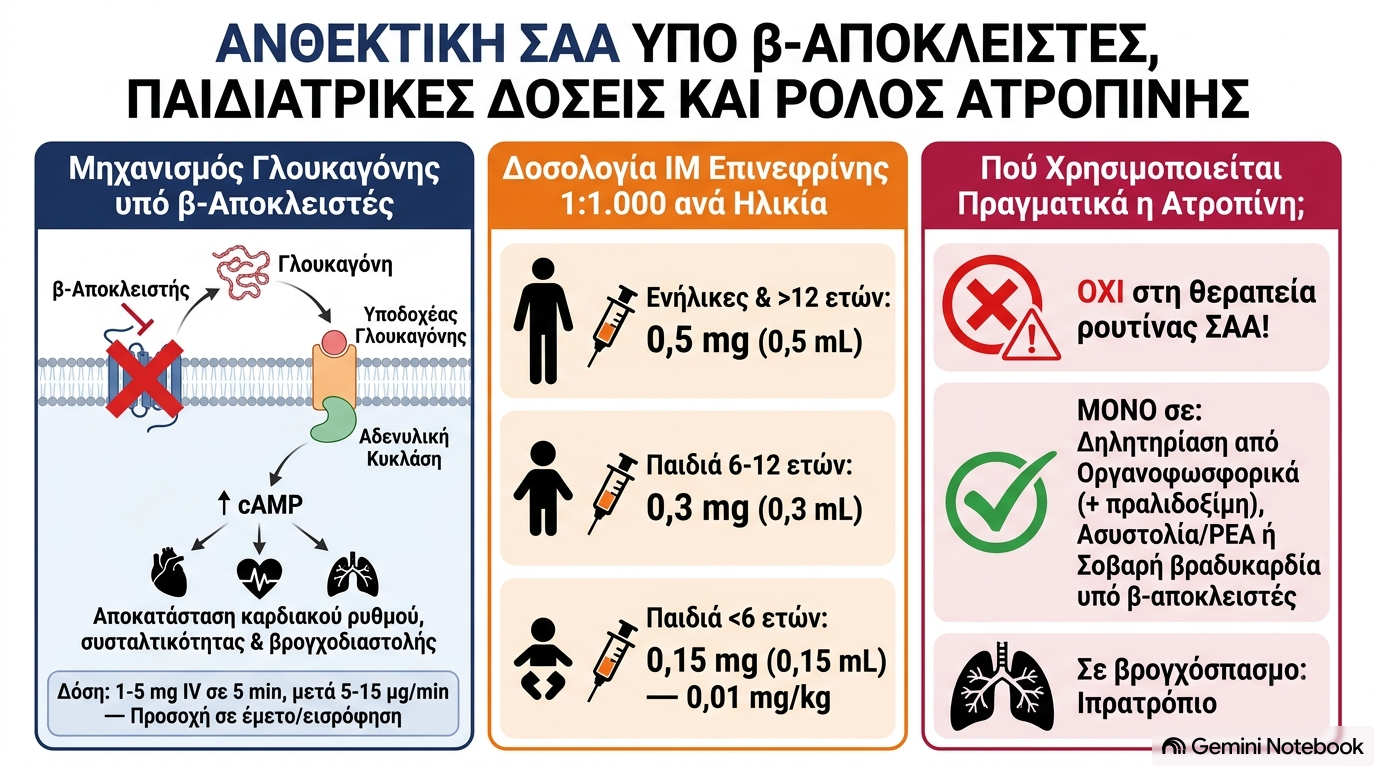 ΑΝΘΕΚΤΙΚΗ ΣΑΑ ΥΠΟ β-ΑΠΟΚΛΕΙΣΤΕΣ,
ΠΑΙΔΙΑΤΡΙΚΕΣ ΔΟΣΕΙΣ ΚΑΙ ΡΟΛΟΣ ΑΤΡΟΠΙΝΗΣ
Μηχανισμός Γλουκαγόνης
υπό β-Αποκλειστές
Γλουκαγόνη
β-Αποκλειστής
Υποδοχέας
Γλουκαγόνης
Αδενυλική
Κυκλάση
↑ cAMP
Αποκατάσταση καρδιακού ρυθμού,
συσταλτικότητας & βρογχοδιαστολής
Δόση: 1-5 mg IV σε 5 min, μετά 5-15 μg/min
— Προσοχή σε έμετο/εισρόφηση
Δοσολογία IM Επινεφρίνης
1:1.000 ανά Ηλικία
Ενήλικες & >12 ετών:
0,5 mg (0,5 mL)
Παιδιά 6-12 ετών:
0,3 mg (0,3 mL)
Παιδιά <6 ετών:
0,15 mg (0,15 mL)
— 0,01 mg/kg
Πού Χρησιμοποιείται
Πραγματικά η Ατροπίνη;
ΟΧΙ στη θεραπεία
ρουτίνας ΣΑΑ!
ΜΟΝΟ σε:
Δηλητηρίαση από
Οργανοφωσφορικά
(+ πραλιδοξίμη),
Ασυστολία/PEA ή
Σοβαρή βραδυκαρδία
υπό β-αποκλειστές
Σε βρογχόσπασμο:
Ιπρατρόπιο
Gemini Notebook